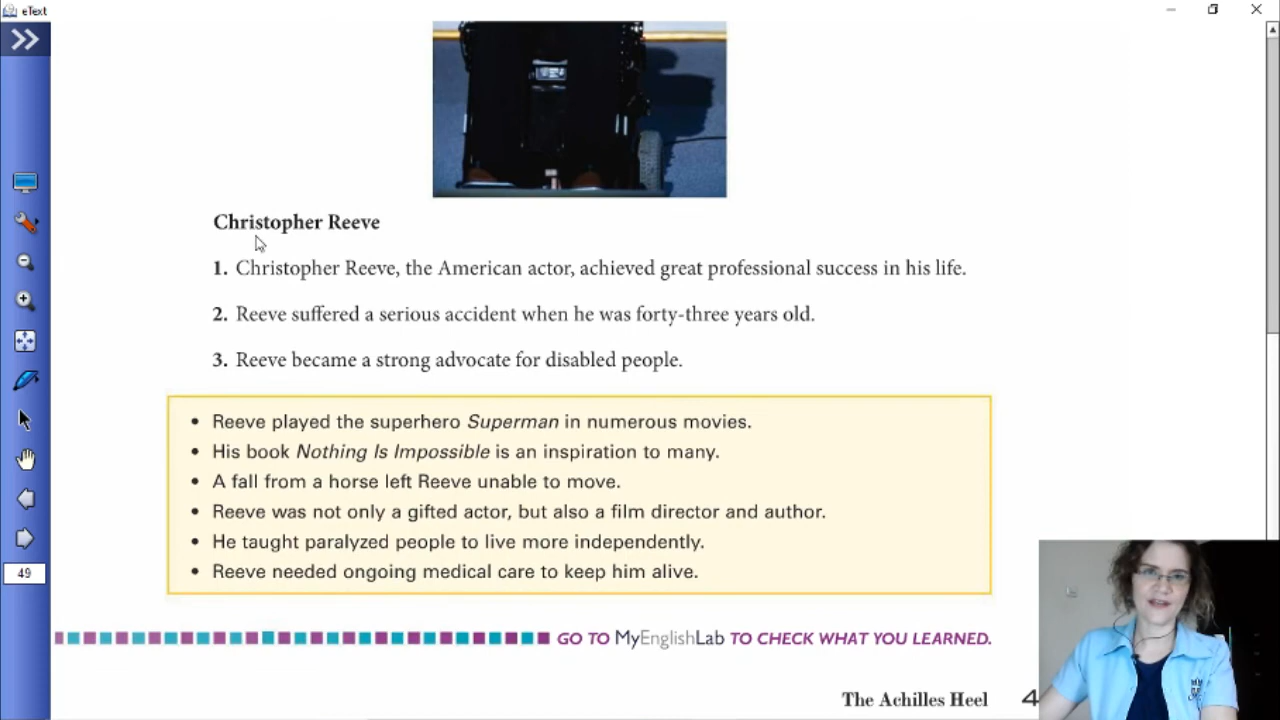 eText
Christopher Reeve
1. Christopher Reeve, the American actor, achieved great professional success in his life.
2. Reeve suffered a serious accident when he was forty-three years old.
3. Reeve became a strong advocate for disabled people.
• Reeve played the superhero Superman in numerous movies.
• His book Nothing Is Impossible is an inspiration to many.
• A fall from a horse left Reeve unable to move.
• Reeve was not only a gifted actor, but also a film director and author.
• He taught paralyzed people to live more independently.
• Reeve needed ongoing medical care to keep him alive.
49
GO TO MyEnglishLab TO CHECK WHAT YOU LEARNED.
The Achilles Heel 4